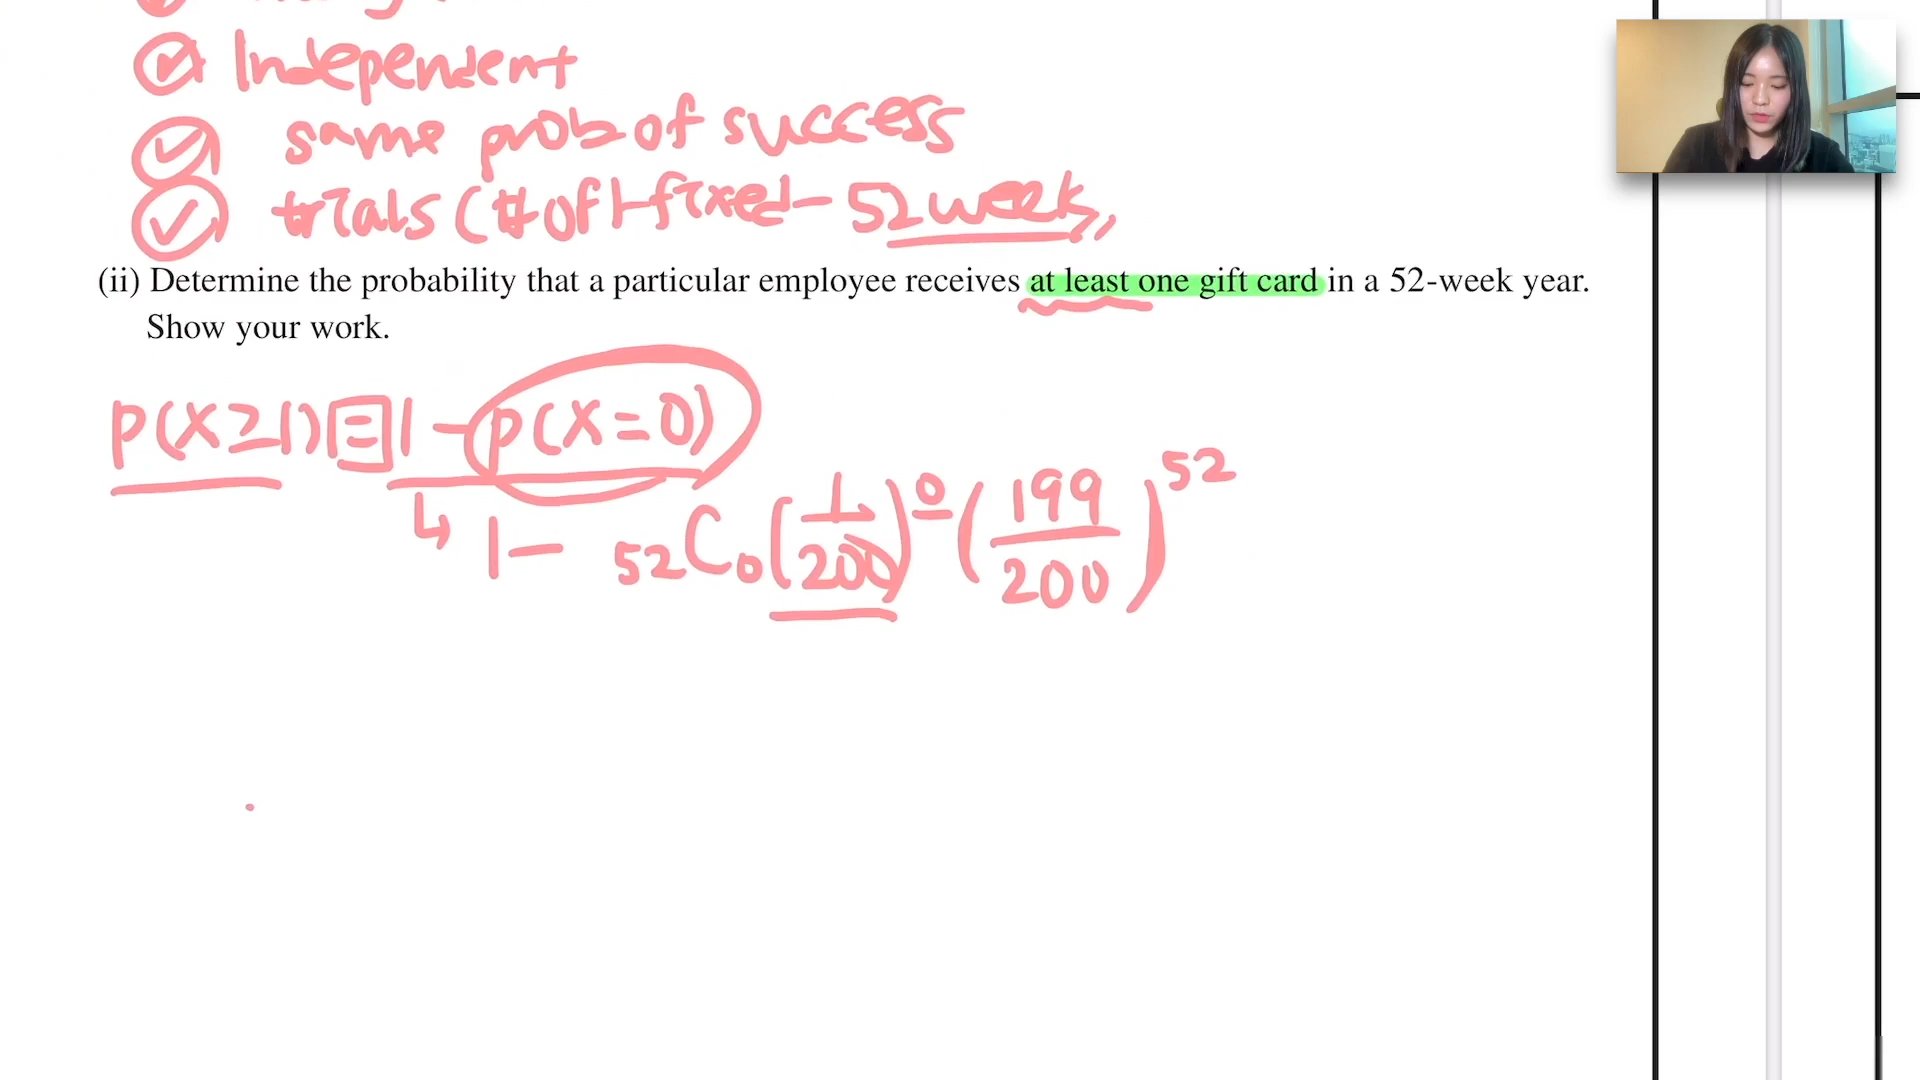 Independent
same prob of success
trials (# of) - fixed - 52 week,,
(ii) Determine the probability that a particular employee receives at least one gift card in a 52-week year.
Show your work.
P(X≥1) = 1 - P(X=0)
↳ 1 - ₅₂C₀ (1/200)⁰ (199/200)⁵²